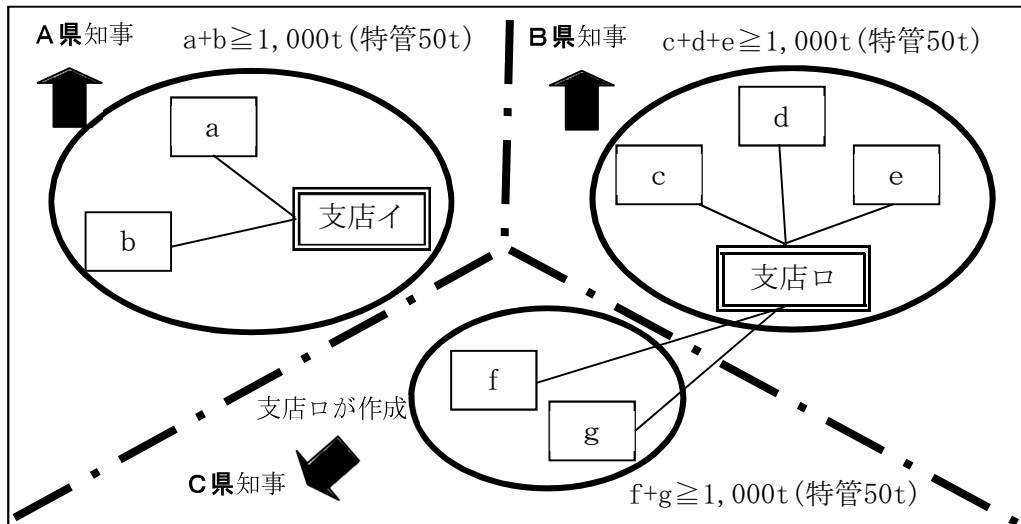 A県知事
a+b≧1,000t(特管50t)
a
b
支店イ
B県知事
c+d+e≧1,000t(特管50t)
d
c
e
支店ロ
f
g
支店ロが作成
C県知事
f+g≧1,000t(特管50t)